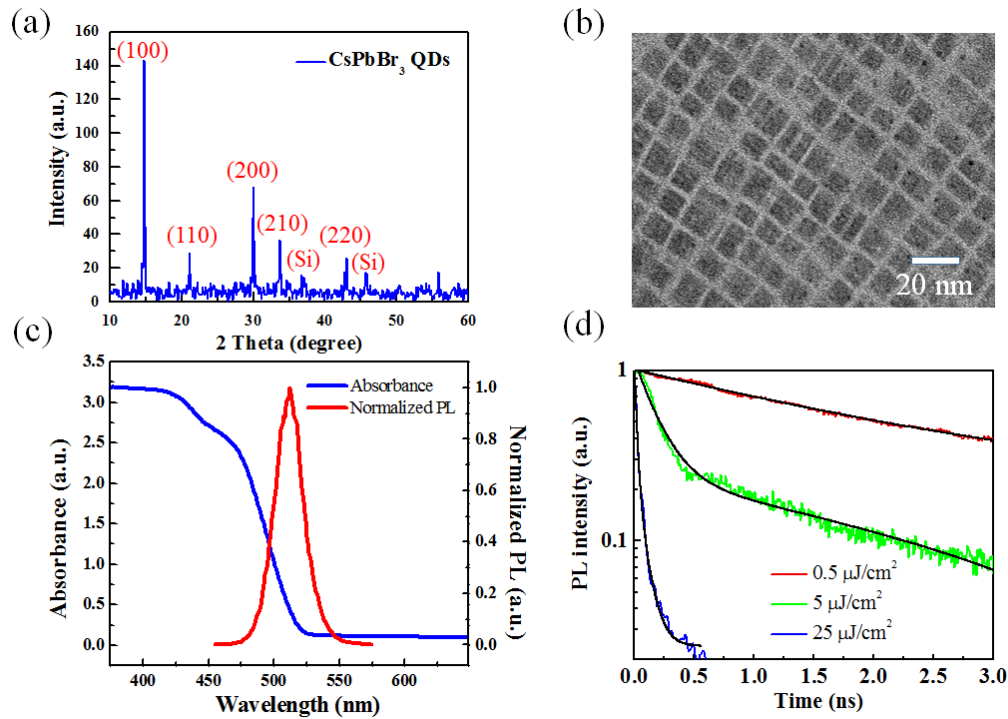 (a)
160
140
120
100
80
60
40
20
0
Intensity (a.u.)
(100)
(110)
(200)
(210)
(Si)
(220)
(Si)
CsPbBr₃ QDs
10 20 30 40 50 60
2 Theta (degree)
(b)
20 nm
(c)
3.5
3.0
2.5
2.0
1.5
1.0
0.5
0.0
Absorbance (a.u.)
Absorbance
Normalized PL
1.0
0.8
0.6
0.4
0.2
0.0
Normalized PL (a.u.)
400 450 500 550 600
Wavelength (nm)
(d)
1
0.1
PL intensity (a.u.)
0.5 μJ/cm²
5 μJ/cm²
25 μJ/cm²
0.0 0.5 1.0 1.5 2.0 2.5 3.0
Time (ns)